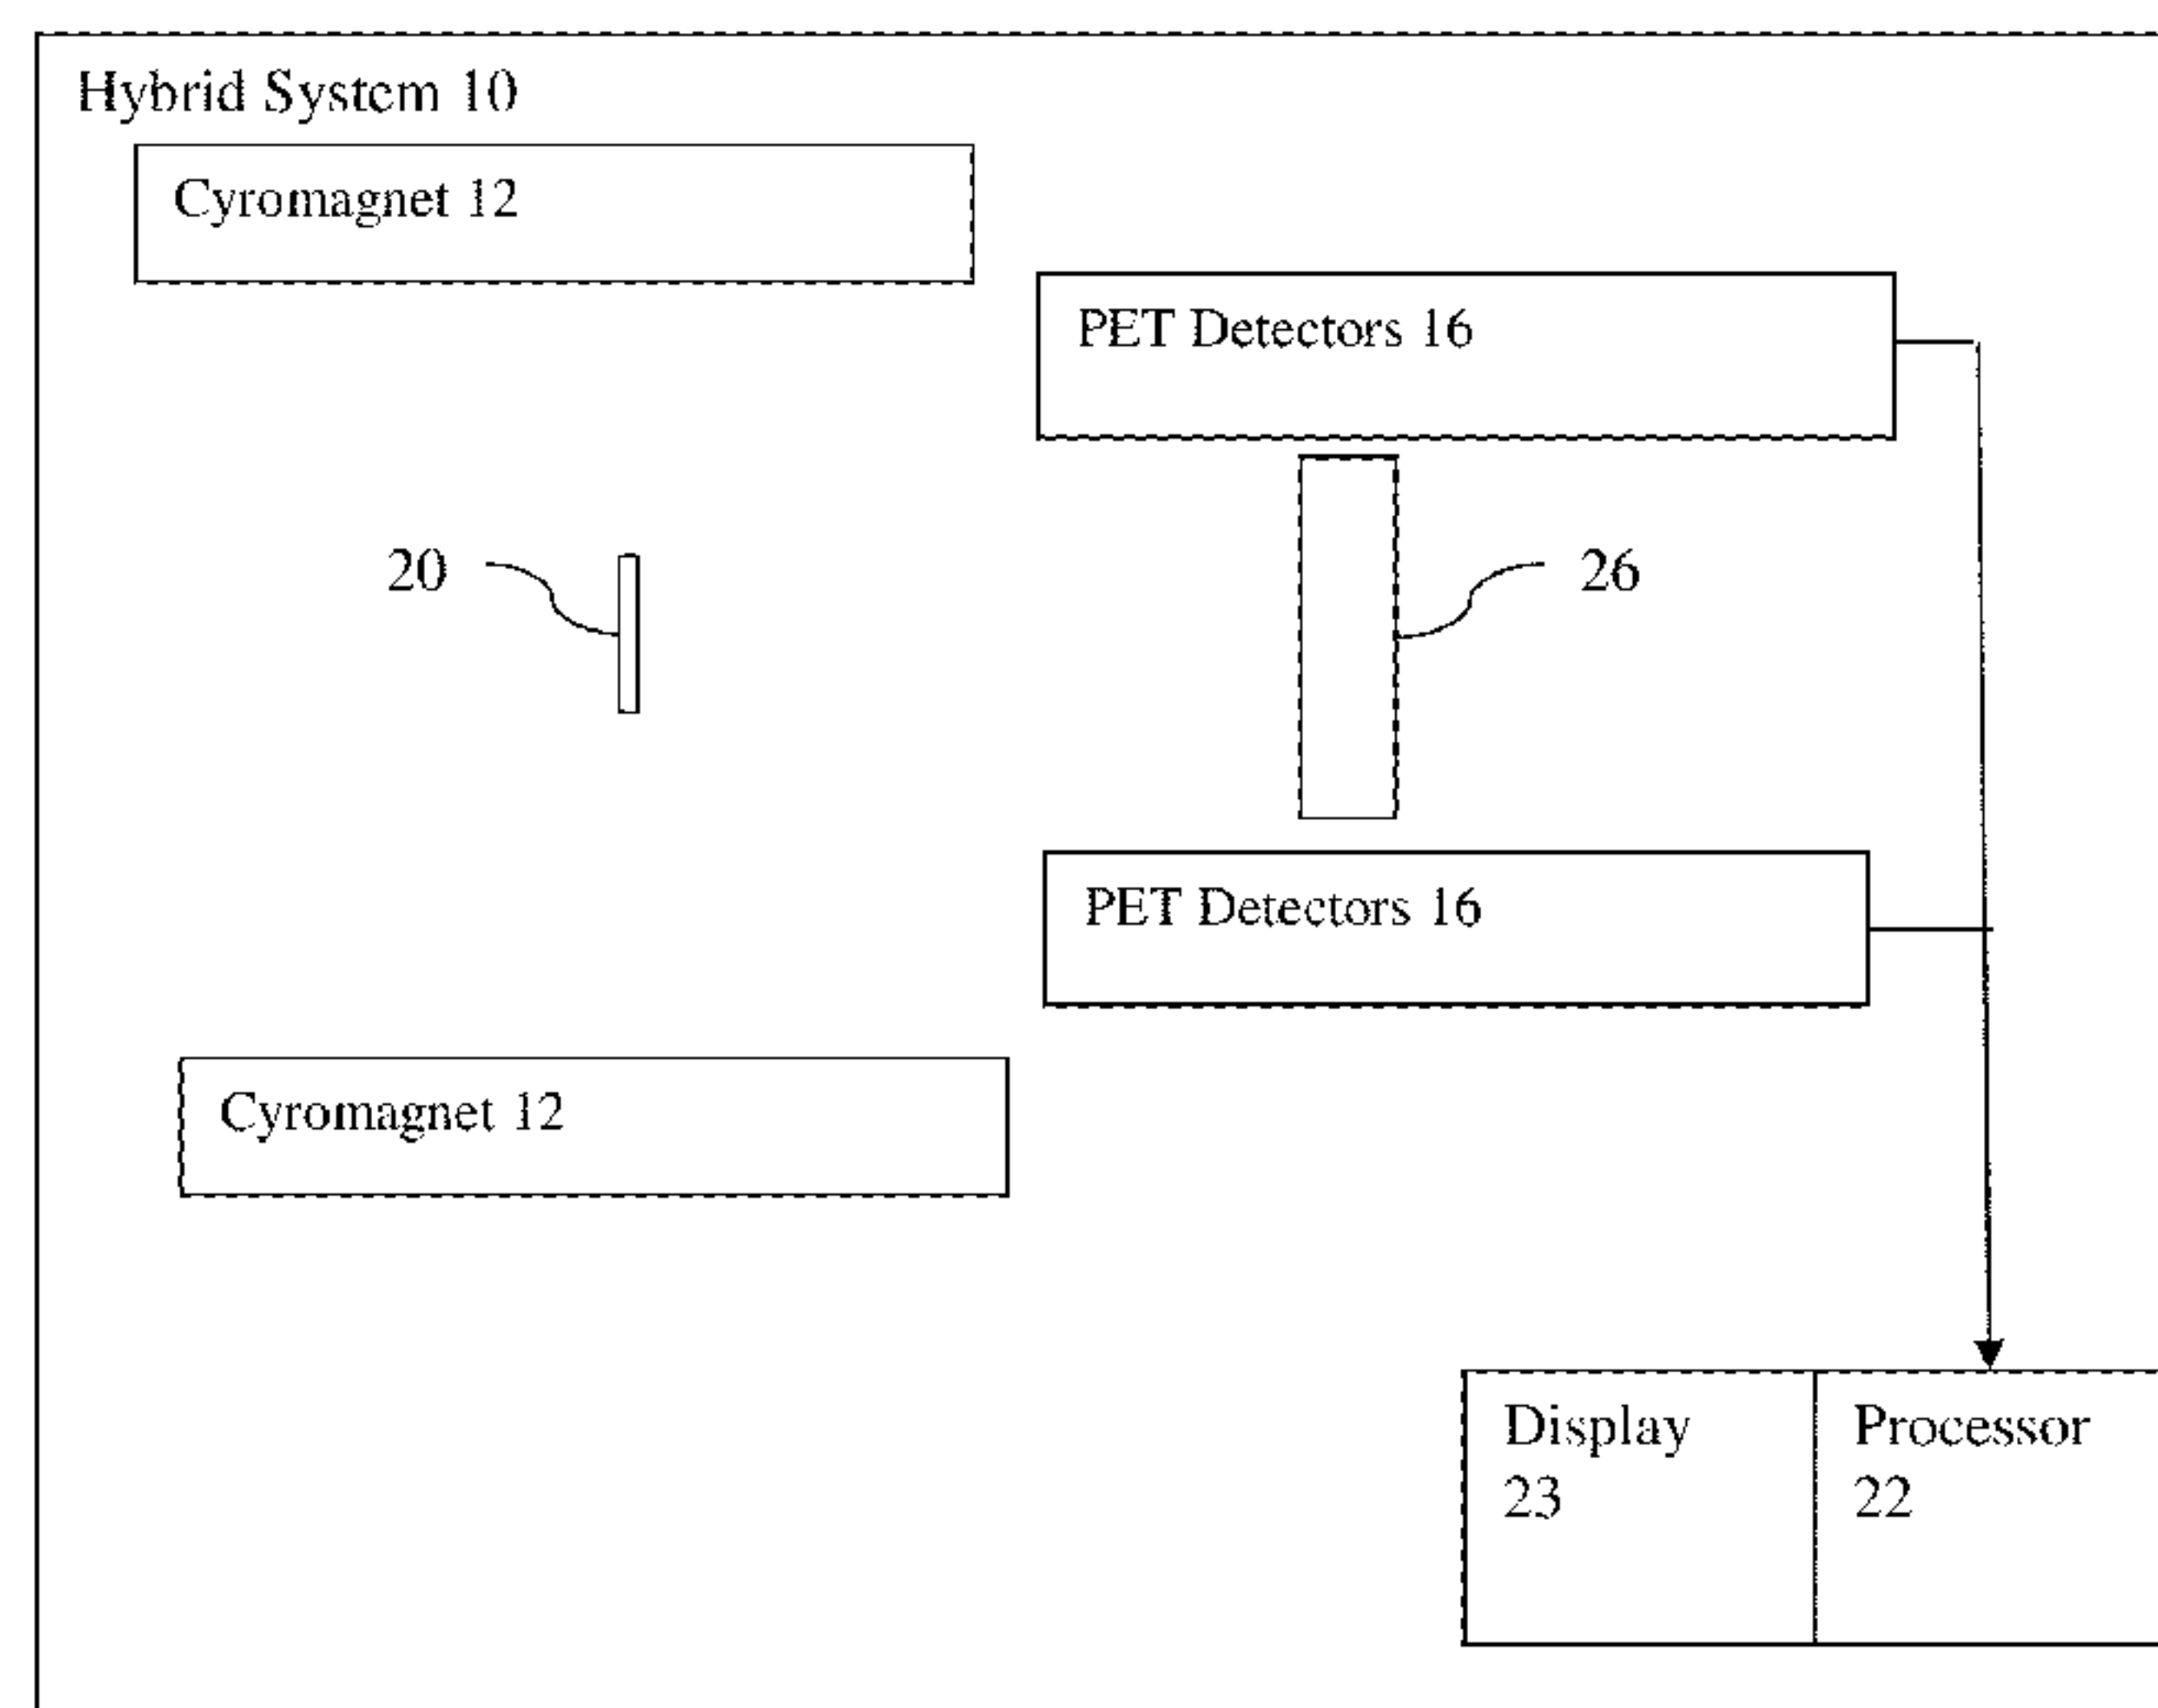 Hybrid System 10
Cyromagnet 12
PET Detectors 16
20
26
PET Detectors 16
Cyromagnet 12
Display
23
Processor
22